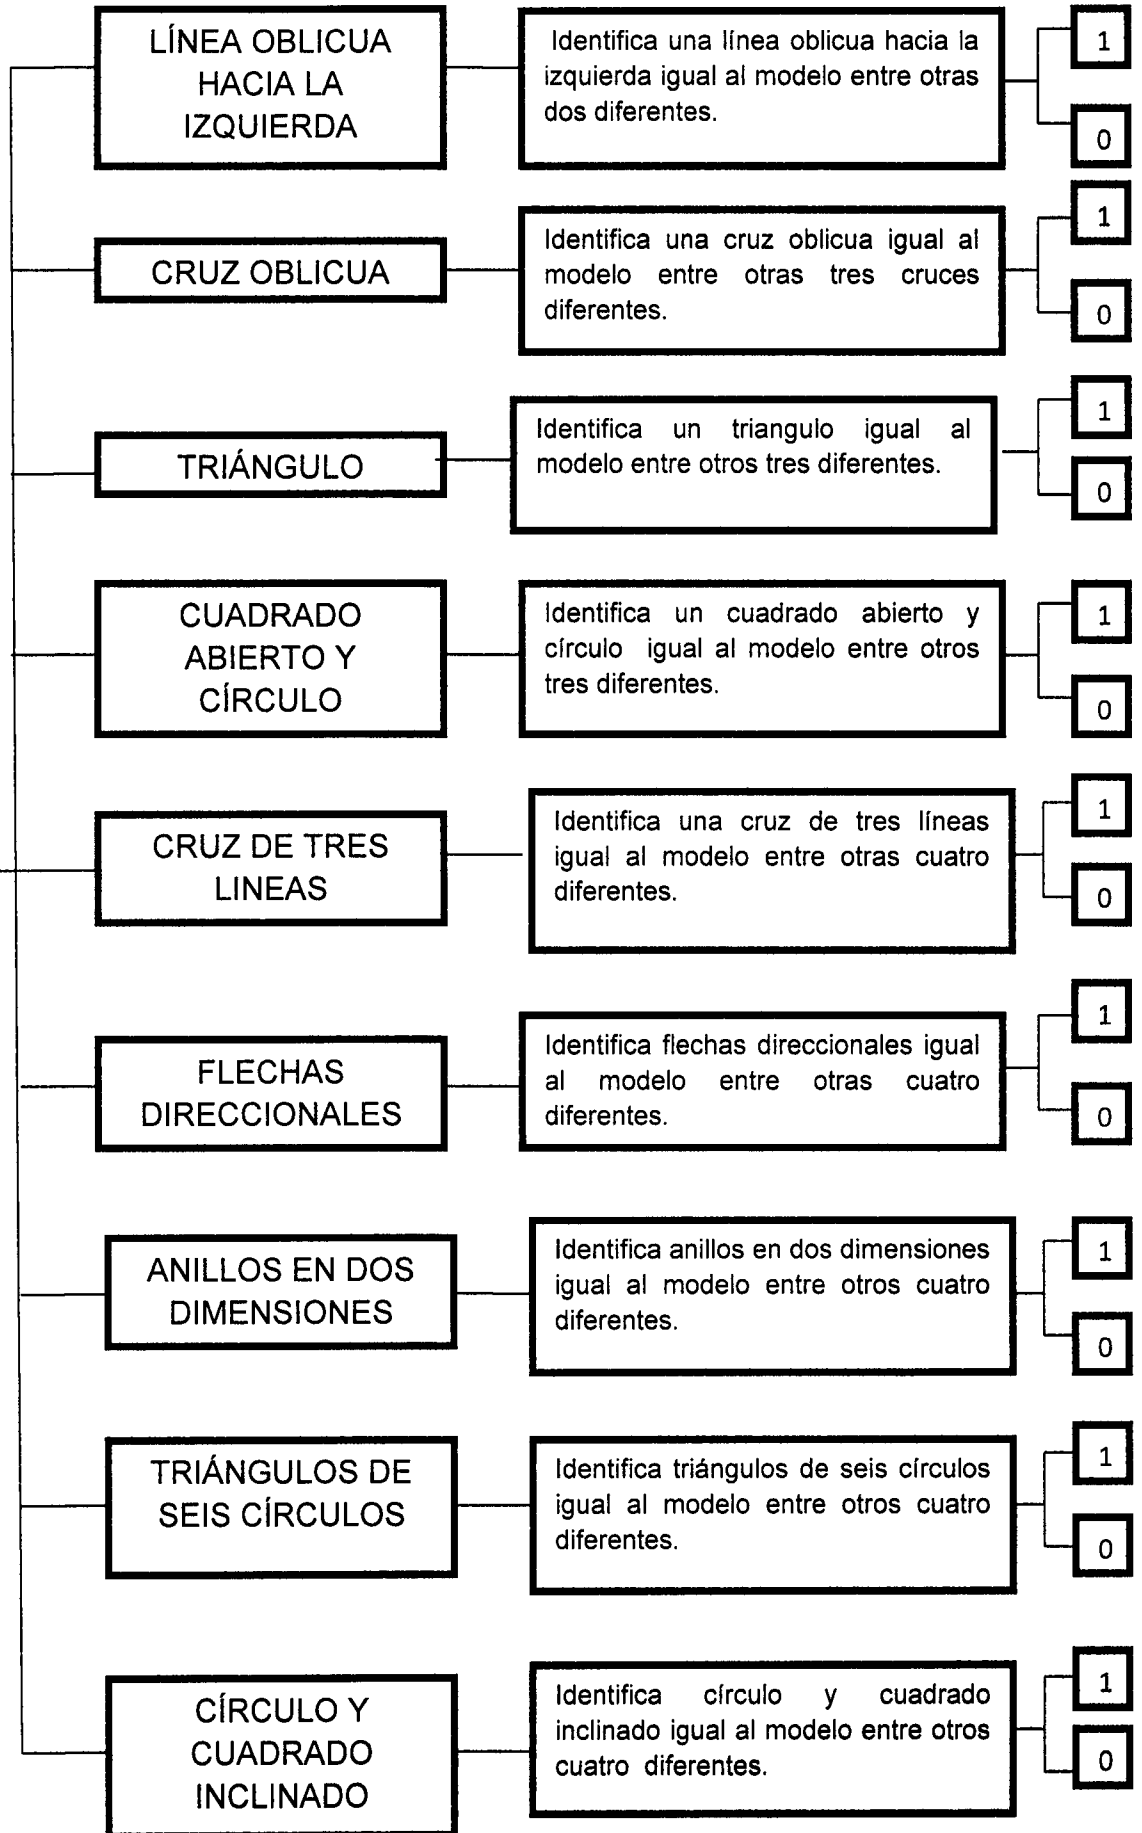 LÍNEA OBLICUA
HACIA LA
IZQUIERDA
Identifica una línea oblicua hacia la
izquierda igual al modelo entre otras
dos diferentes.
1
0
CRUZ OBLICUA
Identifica una cruz oblicua igual al
modelo entre otras tres cruces
diferentes.
1
0
TRIÁNGULO
Identifica un triangulo igual al
modelo entre otros tres diferentes.
1
0
CUADRADO
ABIERTO Y
CÍRCULO
Identifica un cuadrado abierto y
círculo igual al modelo entre otros
tres diferentes.
1
0
CRUZ DE TRES
LINEAS
Identifica una cruz de tres líneas
igual al modelo entre otras cuatro
diferentes.
1
0
FLECHAS
DIRECCIONALES
Identifica flechas direccionales igual
al modelo entre otras cuatro
diferentes.
1
0
ANILLOS EN DOS
DIMENSIONES
Identifica anillos en dos dimensiones
igual al modelo entre otros cuatro
diferentes.
1
0
TRIÁNGULOS DE
SEIS CÍRCULOS
Identifica triángulos de seis círculos
igual al modelo entre otros cuatro
diferentes.
1
0
CÍRCULO Y
CUADRADO
INCLINADO
Identifica círculo y cuadrado
inclinado igual al modelo entre otros
cuatro diferentes.
1
0